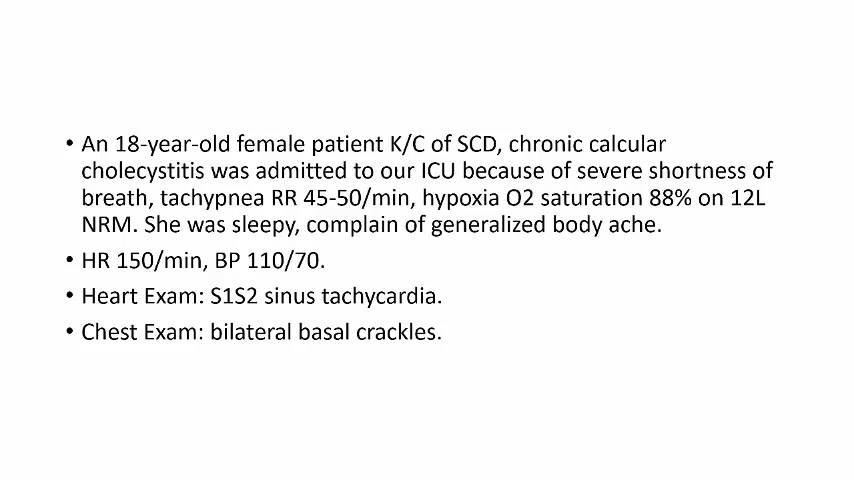 • An 18-year-old female patient K/C of SCD, chronic calcular
cholecystitis was admitted to our ICU because of severe shortness of
breath, tachypnea RR 45-50/min, hypoxia O2 saturation 88% on 12L
NRM. She was sleepy, complain of generalized body ache.
• HR 150/min, BP 110/70.
• Heart Exam: S1S2 sinus tachycardia.
• Chest Exam: bilateral basal crackles.